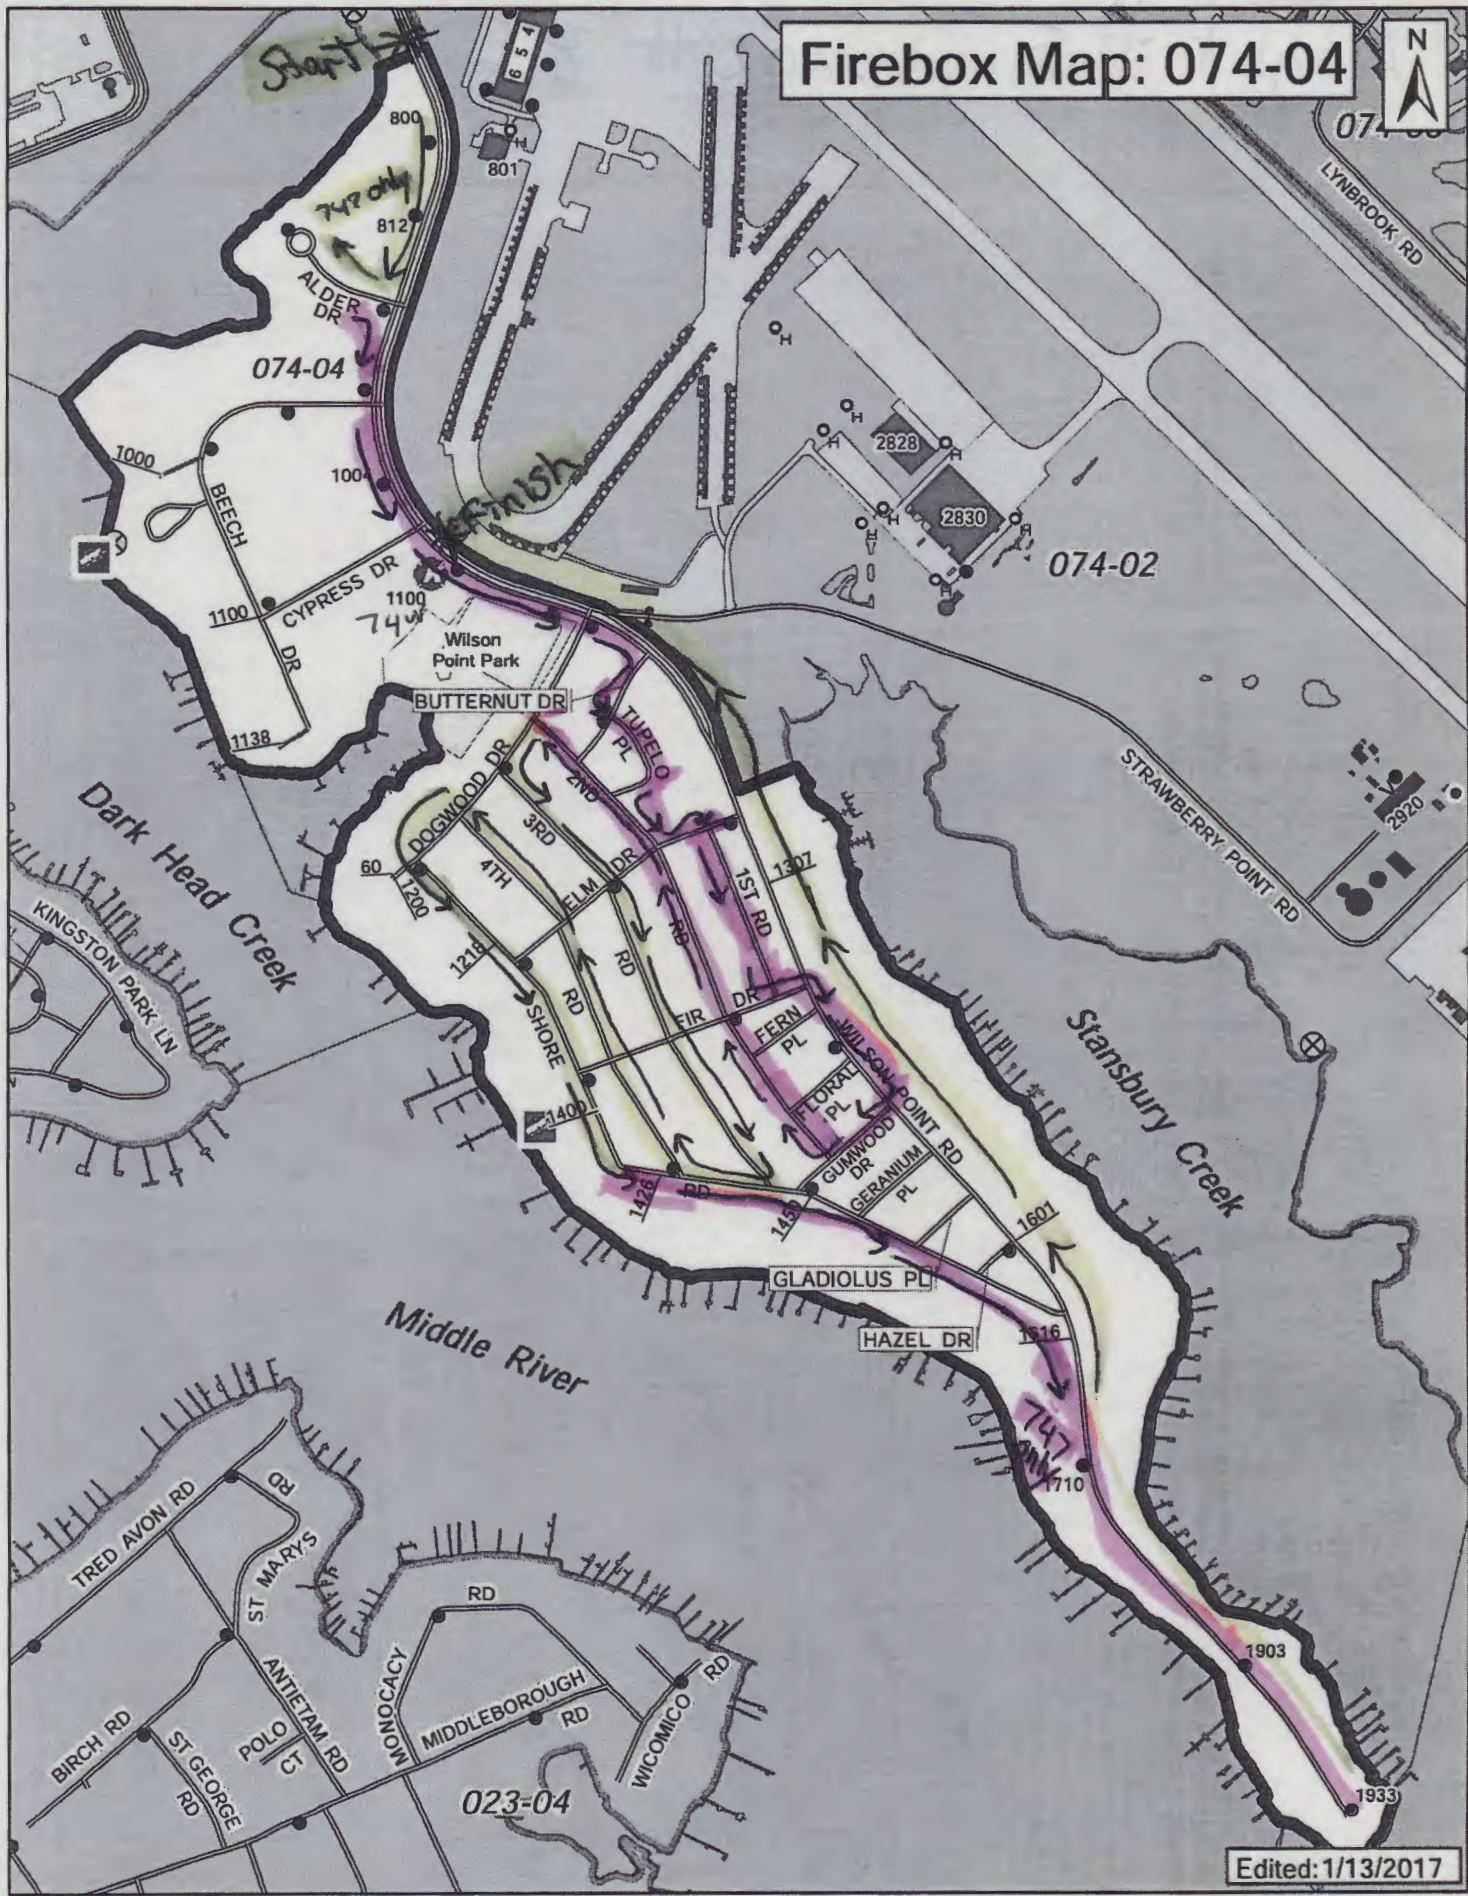 Firebox Map: 074-04
N
Start
6 5 4
800
801
747 only
812
LYNBROOK RD
ALDER
DR
074-04
2828
1000
1004
Finish
2830
BEECH
074-02
CYPRESS DR
1100
1100
Wilson
Point Park
DR
BUTTERNUT DR
TUPELO
PL
1138
DOGWOOD DR
2ND
STRAWBERRY POINT RD
2920
Dark Head Creek
3RD
60
4TH
ELM DR
1307
1200
1ST RD
KINGSTON PARK LN
1218
RD
RD
RD
SHORE
FIR DR
FERN
PL
WILSON POINT RD
Stansbury Creek
FLORAL
PL
1400
GUMWOOD
DR
GERANIUM
PL
RD
1426
1450
1601
GLADIOLUS PL
Middle River
HAZEL DR
1616
747
only
1710
TRED AVON RD
RD
ST MARYS
RD
1903
MONOCACY
MIDDLEBOROUGH
RD
RD
ANTIETAM RD
BIRCH RD
POLO
CT
ST GEORGE
RD
WICOMICO
1933
023-04
Edited:1/13/2017